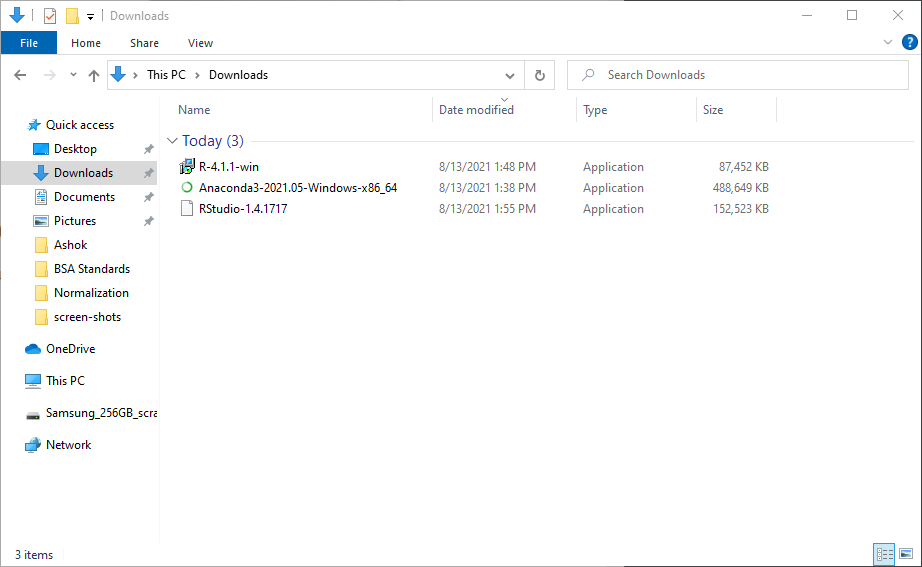 Downloads
File Home Share View
This PC Downloads Search Downloads
Name Date modified Type Size
Quick access
Today (3)
Desktop
R-4.1.1-win 8/13/2021 1:48 PM Application 87,452 KB
Downloads
Anaconda3-2021.05-Windows-x86_64 8/13/2021 1:38 PM Application 488,649 KB
Documents
RStudio-1.4.1717 8/13/2021 1:55 PM Application 152,523 KB
Pictures
Ashok
BSA Standards
Normalization
screen-shots
OneDrive
This PC
Samsung_256GB_scra
Network
3 items